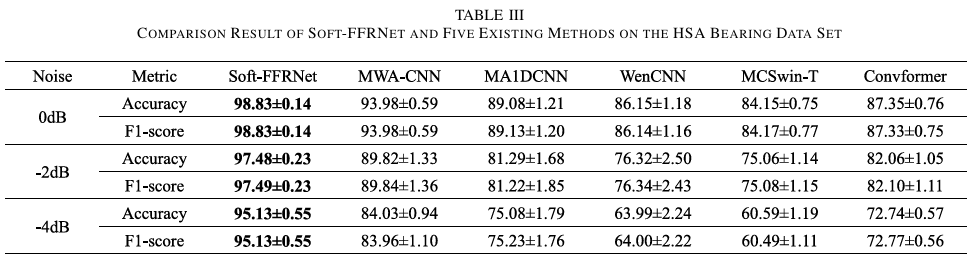 TABLE III
COMPARISON RESULT OF SOFT-FFRNET AND FIVE EXISTING METHODS ON THE HSA BEARING DATA SET
Noise Metric Soft-FFRNet MWA-CNN MA1DCNN WenCNN MCSwin-T Convformer
0dB Accuracy 98.83±0.14 93.98±0.59 89.08±1.21 86.15±1.18 84.15±0.75 87.35±0.76
F1-score 98.83±0.14 93.98±0.59 89.13±1.20 86.14±1.16 84.17±0.77 87.33±0.75
-2dB Accuracy 97.48±0.23 89.82±1.33 81.29±1.68 76.32±2.50 75.06±1.14 82.06±1.05
F1-score 97.49±0.23 89.84±1.36 81.22±1.85 76.34±2.43 75.08±1.15 82.10±1.11
-4dB Accuracy 95.13±0.55 84.03±0.94 75.08±1.79 63.99±2.24 60.59±1.19 72.74±0.57
F1-score 95.13±0.55 83.96±1.10 75.23±1.76 64.00±2.22 60.49±1.11 72.77±0.56